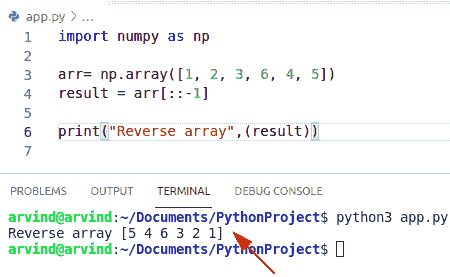 app.py > ...
1 import numpy as np
2
3 arr= np.array([1, 2, 3, 6, 4, 5])
4 result = arr[::-1]
5
6 print("Reverse array",(result))
7
PROBLEMS OUTPUT TERMINAL DEBUG CONSOLE
arvind@arvind:~/Documents/PythonProject$ python3 app.py
Reverse array [5 4 6 3 2 1]
arvind@arvind:~/Documents/PythonProject$